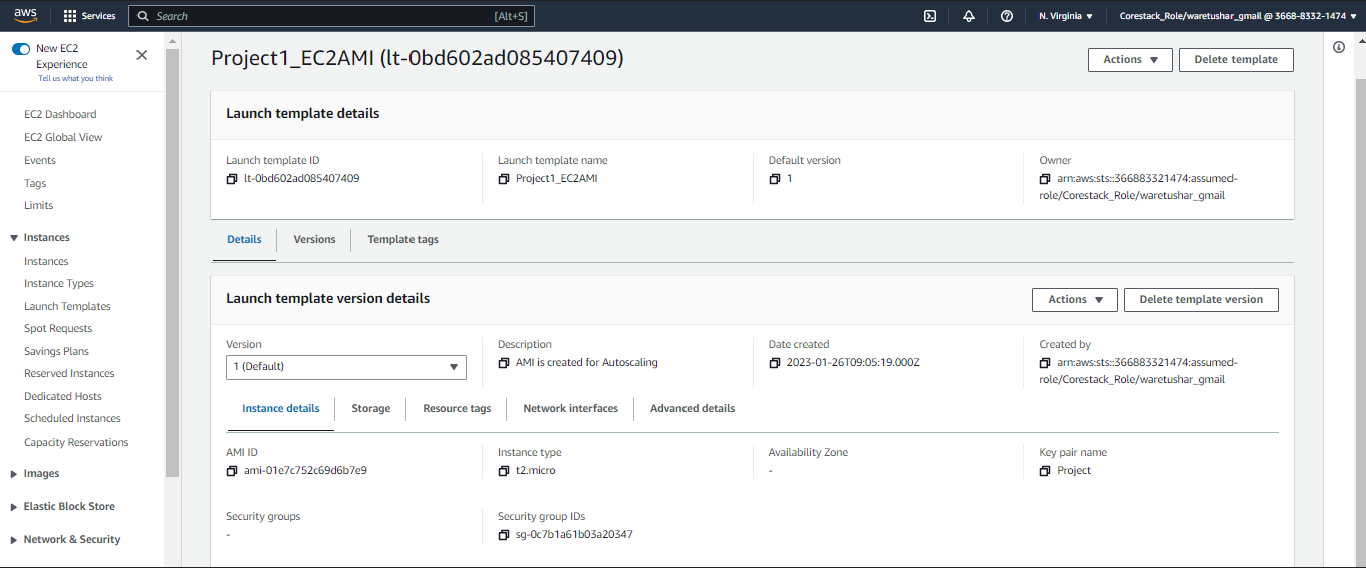 aws
Services
Search
[Alt+S]
N. Virginia
Corestack_Role/waretushar_gmail @ 3668-8332-1474
New EC2
Experience
Tell us what you think
EC2 Dashboard
EC2 Global View
Events
Tags
Limits
Instances
Instances
Instance Types
Launch Templates
Spot Requests
Savings Plans
Reserved Instances
Dedicated Hosts
Scheduled Instances
Capacity Reservations
Images
Elastic Block Store
Network & Security
Project1_EC2AMI (lt-0bd602ad085407409)
Actions
Delete template
Launch template details
Launch template ID
lt-0bd602ad085407409
Launch template name
Project1_EC2AMI
Default version
1
Owner
arn:aws:sts::366883321474:assumed-
role/Corestack_Role/waretushar_gmail
Details
Versions
Template tags
Launch template version details
Actions
Delete template version
Version
1 (Default)
Description
AMI is created for Autoscaling
Date created
2023-01-26T09:05:19.000Z
Created by
arn:aws:sts::366883321474:assumed-
role/Corestack_Role/waretushar_gmail
Instance details
Storage
Resource tags
Network interfaces
Advanced details
AMI ID
ami-01e7c752c69d6b7e9
Instance type
t2.micro
Availability Zone
-
Key pair name
Project
Security groups
-
Security group IDs
sg-0c7b1a61b03a20347